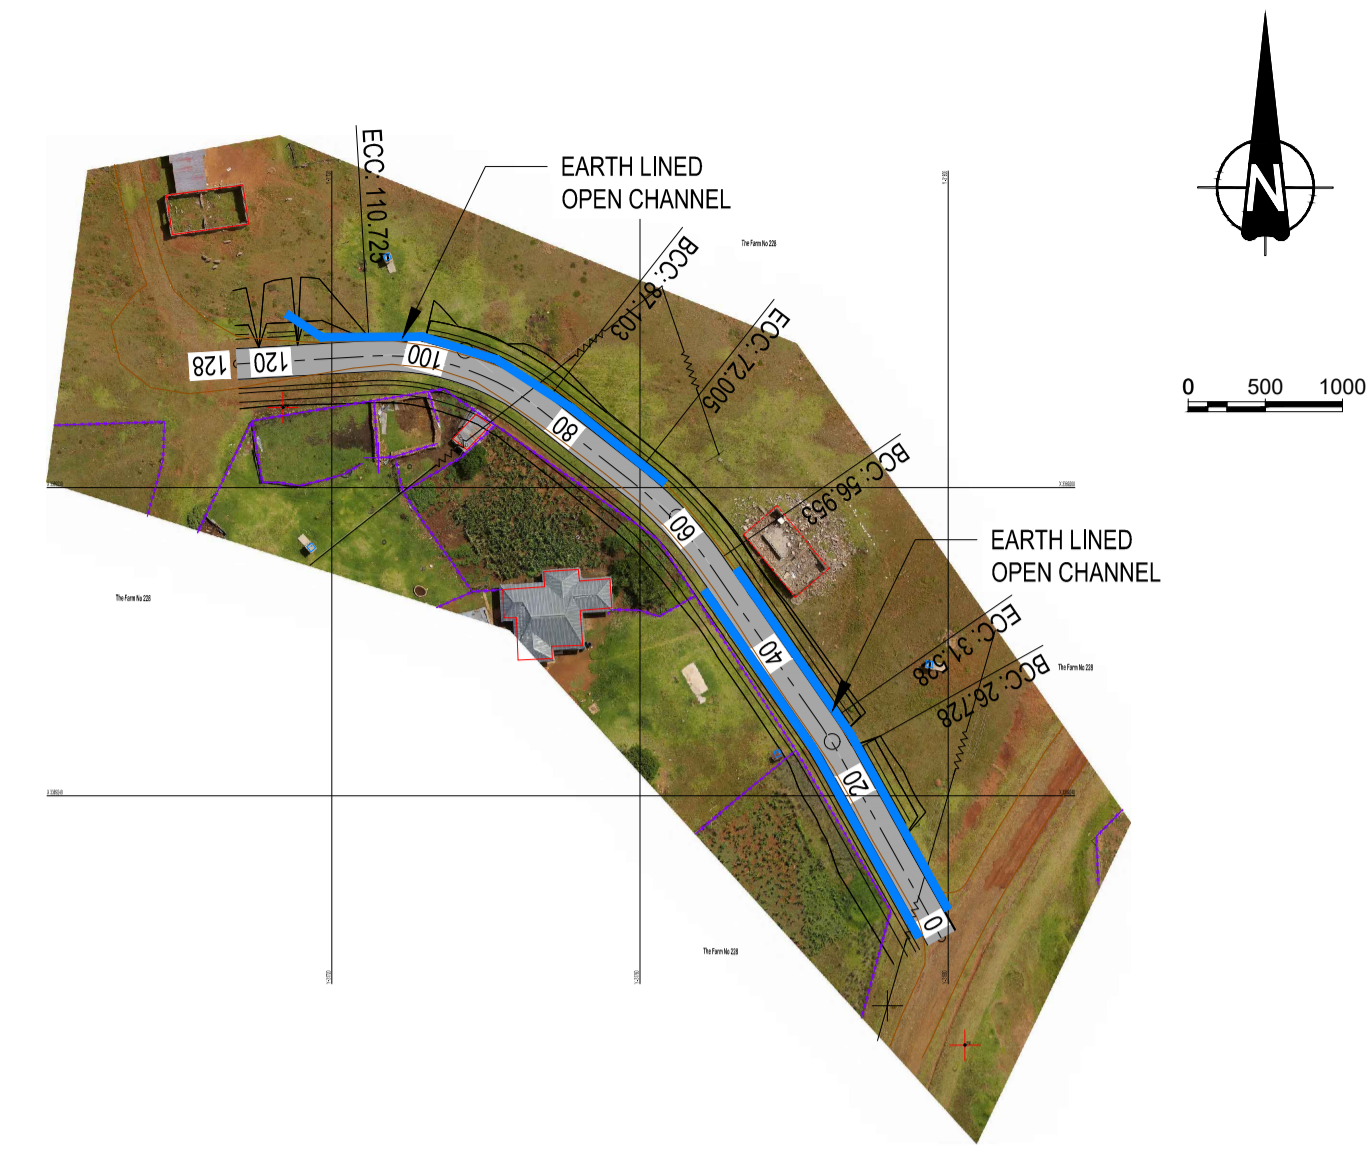 N
0 500 1000
EARTH LINED
OPEN CHANNEL
ECC: 110.725
The Farm No 228
BCC: 87.103
ECC: 72.005
BCC: 56.953
EARTH LINED
OPEN CHANNEL
ECC: 31.538
BCC: 26.728
The Farm No 228
The Farm No 228
The Farm No 228
128
120
100
80
60
40
20
0